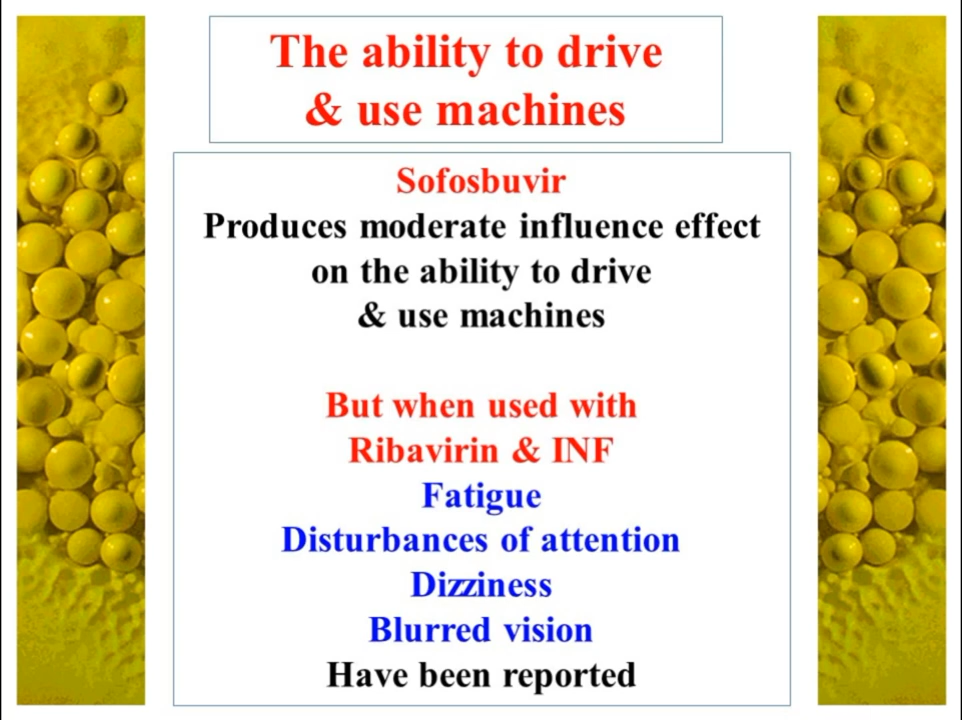 The ability to drive
& use machines
Sofosbuvir
Produces moderate influence effect
on the ability to drive
& use machines
But when used with
Ribavirin & INF
Fatigue
Disturbances of attention
Dizziness
Blurred vision
Have been reported